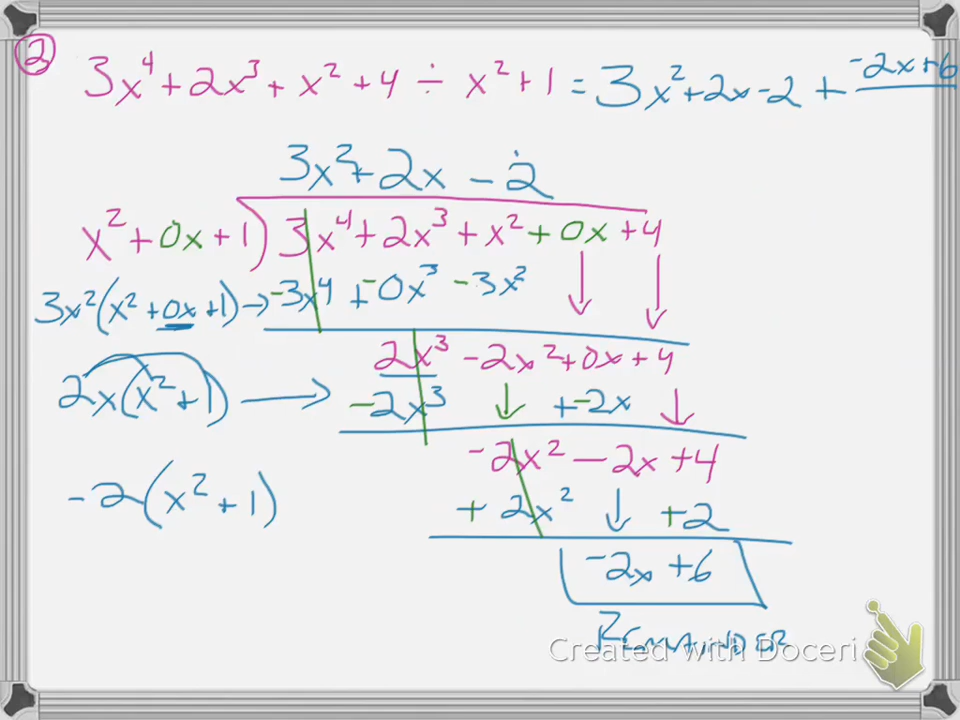 ② 3x⁴ + 2x³ + x² + 4 ÷ x² + 1 = 3x² + 2x - 2 + -2x + 6
3x² + 2x - 2
x² + 0x + 1 ) 3x⁴ + 2x³ + x² + 0x + 4
3x² (x² + 0x + 1) → -3x⁴ + -0x³ - 3x²
2x³ - 2x² + 0x + 4
2x (x² + 1) → -2x³ ↓ + -2x ↓
-2x² - 2x + 4
-2 (x² + 1) + 2x² ↓ + 2
-2x + 6
REMAINDER
Created with Doceri